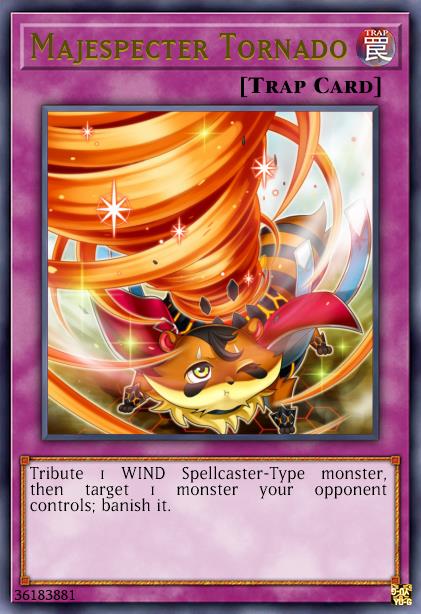 Majespecter Tornado
TRAP
罠
[Trap Card]
Tribute 1 WIND Spellcaster-Type monster,
then target 1 monster your opponent
controls; banish it.
36183881